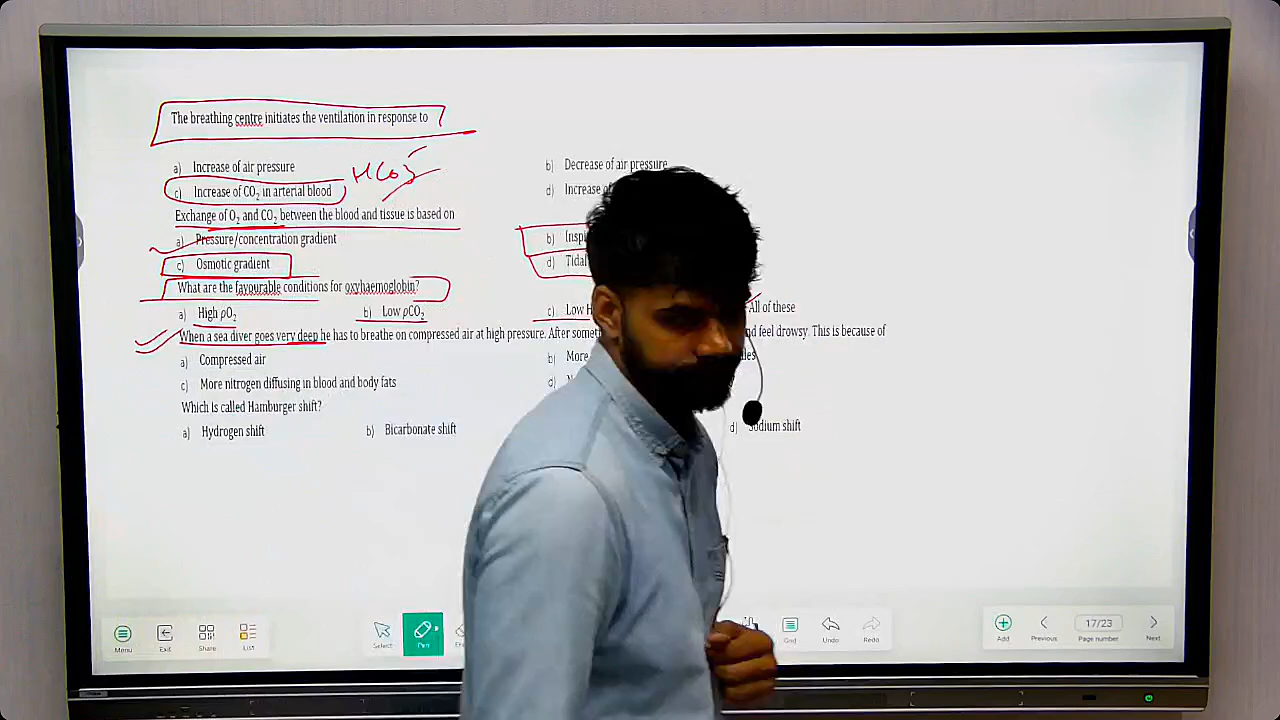 The breathing centre initiates the ventilation in response to
a) Increase of air pressure b) Decrease of air pressure
HCO3-
c) Increase of CO2 in arterial blood d) Increase
Exchange of O2 and CO2 between the blood and tissue is based on
a) Pressure/concentration gradient b)
c) Osmotic gradient d) Tidal
What are the favourable conditions for oxyhaemoglobin?
a) High pO2 b) Low pCO2 c) Low All of these
When a sea diver goes very deep he has to breathe on compressed air at high pressure. After feel drowsy. This is because of
a) Compressed air b) More
c) More nitrogen diffusing in blood and body fats d)
Which is called Hamburger shift?
a) Hydrogen shift b) Bicarbonate shift d) Sodium shift
Menu Exit Share List Select Pen Grid Undo Redo Add Previous 17/23 Page number Next